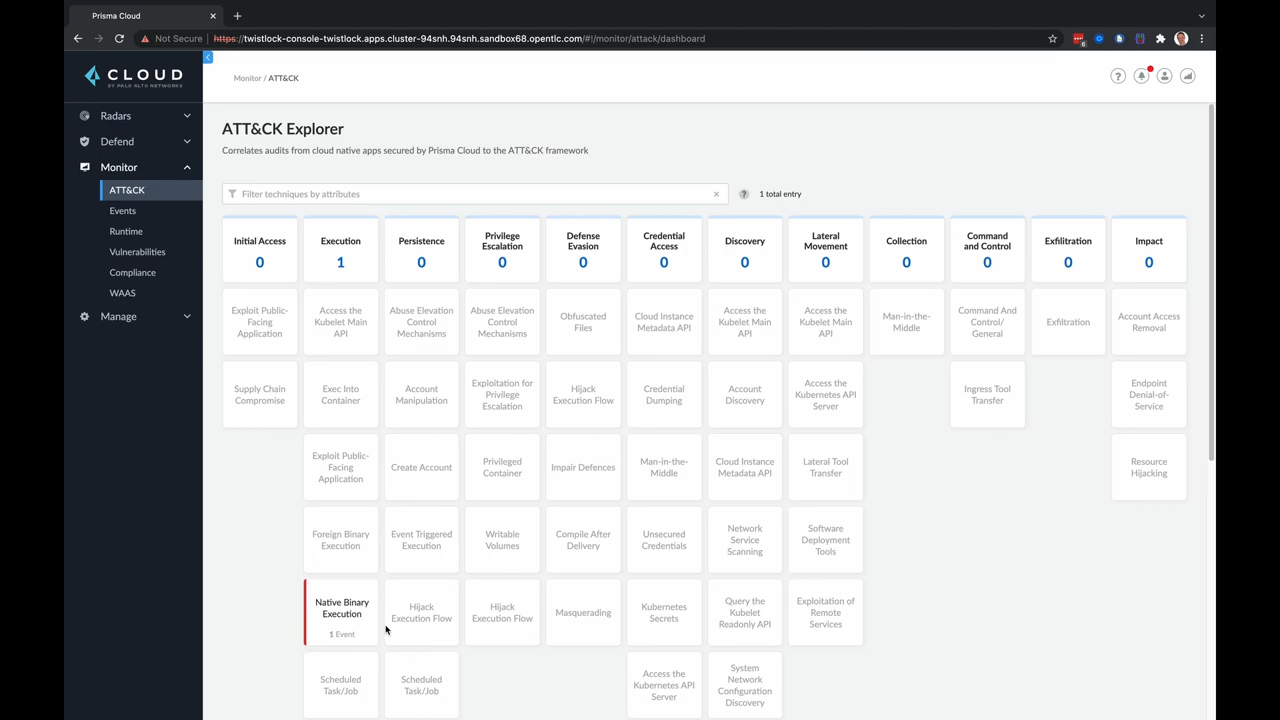 Prisma Cloud
Not Secure
https://twistlock-console-twistlock.apps.cluster-94snh.94snh.sandbox68.opentlc.com/#!/monitor/attack/dashboard
6
CLOUD
BY PALO ALTO NETWORKS
Radars
Defend
Monitor
ATT&CK
Events
Runtime
Vulnerabilities
Compliance
WAAS
Manage
Monitor / ATT&CK
ATT&CK Explorer
Correlates audits from cloud native apps secured by Prisma Cloud to the ATT&CK framework
Filter techniques by attributes
1 total entry
Initial Access
0
Execution
1
Persistence
0
Privilege
Escalation
0
Defense
Evasion
0
Credential
Access
0
Discovery
0
Lateral
Movement
0
Collection
0
Command
and Control
0
Exfiltration
0
Impact
0
Exploit Public-
Facing
Application
Access the
Kubelet Main
API
Abuse Elevation
Control
Mechanisms
Abuse Elevation
Control
Mechanisms
Obfuscated
Files
Cloud Instance
Metadata API
Access the
Kubelet Main
API
Access the
Kubelet Main
API
Man-in-the-
Middle
Command And
Control/
General
Exfiltration
Account Access
Removal
Supply Chain
Compromise
Exec Into
Container
Account
Manipulation
Exploitation for
Privilege
Escalation
Hijack
Execution Flow
Credential
Dumping
Account
Discovery
Access the
Kubernetes API
Server
Ingress Tool
Transfer
Endpoint
Denial-of-
Service
Exploit Public-
Facing
Application
Create Account
Privileged
Container
Impair Defences
Man-in-the-
Middle
Cloud Instance
Metadata API
Lateral Tool
Transfer
Resource
Hijacking
Foreign Binary
Execution
Event Triggered
Execution
Writable
Volumes
Compile After
Delivery
Unsecured
Credentials
Network
Service
Scanning
Software
Deployment
Tools
Native Binary
Execution
1 Event
Hijack
Execution Flow
Hijack
Execution Flow
Masquerading
Kubernetes
Secrets
Query the
Kubelet
Readonly API
Exploitation of
Remote
Services
Scheduled
Task/Job
Scheduled
Task/Job
Access the
Kubernetes API
Server
System
Network
Configuration
Discovery